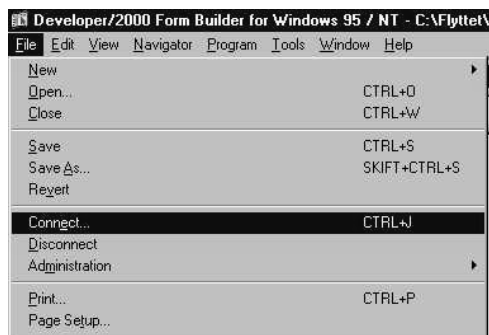 Developer/2000 Form Builder for Windows 95 / NT - C:\Flyttet\
File Edit View Navigator Program Tools Window Help
New
Open... CTRL+O
Close CTRL+W
Save CTRL+S
Save As... SKIFT+CTRL+S
Revert
Connect... CTRL+J
Disconnect
Administration
Print... CTRL+P
Page Setup...